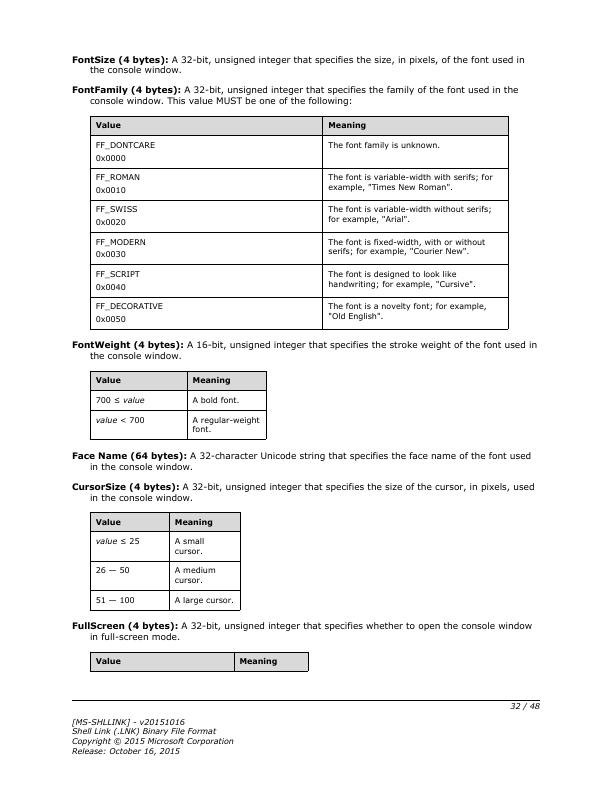 FontSize (4 bytes): A 32-bit, unsigned integer that specifies the size, in pixels, of the font used in
the console window.
FontFamily (4 bytes): A 32-bit, unsigned integer that specifies the family of the font used in the
console window. This value MUST be one of the following:
Value Meaning
FF_DONTCARE The font family is unknown.
0x0000
FF_ROMAN The font is variable-width with serifs; for
0x0010 example, "Times New Roman".
FF_SWISS The font is variable-width without serifs;
0x0020 for example, "Arial".
FF_MODERN The font is fixed-width, with or without
0x0030 serifs; for example, "Courier New".
FF_SCRIPT The font is designed to look like
0x0040 handwriting; for example, "Cursive".
FF_DECORATIVE The font is a novelty font; for example,
0x0050 "Old English".
FontWeight (4 bytes): A 16-bit, unsigned integer that specifies the stroke weight of the font used in
the console window.
Value Meaning
700 ≤ value A bold font.
value < 700 A regular-weight
font.
Face Name (64 bytes): A 32-character Unicode string that specifies the face name of the font used
in the console window.
CursorSize (4 bytes): A 32-bit, unsigned integer that specifies the size of the cursor, in pixels, used
in the console window.
Value Meaning
value ≤ 25 A small
cursor.
26 — 50 A medium
cursor.
51 — 100 A large cursor.
FullScreen (4 bytes): A 32-bit, unsigned integer that specifies whether to open the console window
in full-screen mode.
Value Meaning
32 / 48
[MS-SHLLINK] - v20151016
Shell Link (.LNK) Binary File Format
Copyright © 2015 Microsoft Corporation
Release: October 16, 2015